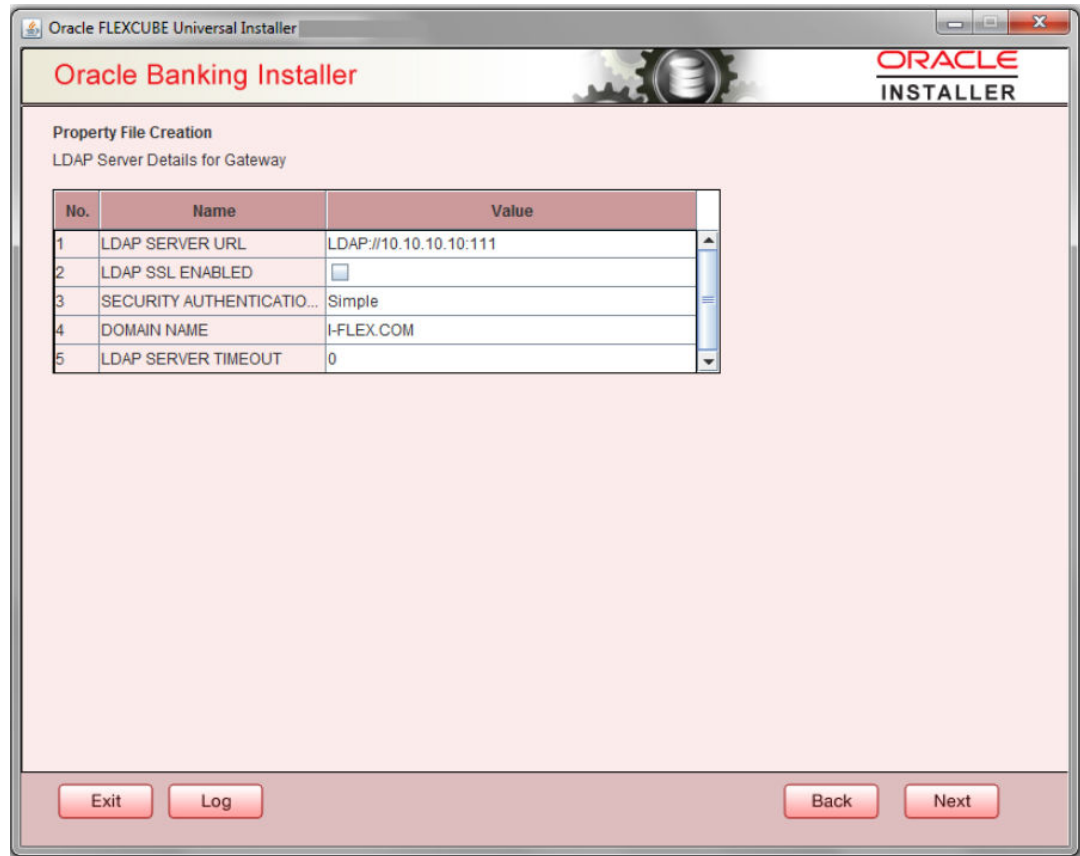 Oracle FLEXCUBE Universal Installer
Oracle Banking Installer
ORACLE
INSTALLER
Property File Creation
LDAP Server Details for Gateway
No. Name Value
1 LDAP SERVER URL LDAP://10.10.10.10:111
2 LDAP SSL ENABLED
3 SECURITY AUTHENTICATIO... Simple
4 DOMAIN NAME I-FLEX.COM
5 LDAP SERVER TIMEOUT 0
Exit Log Back Next